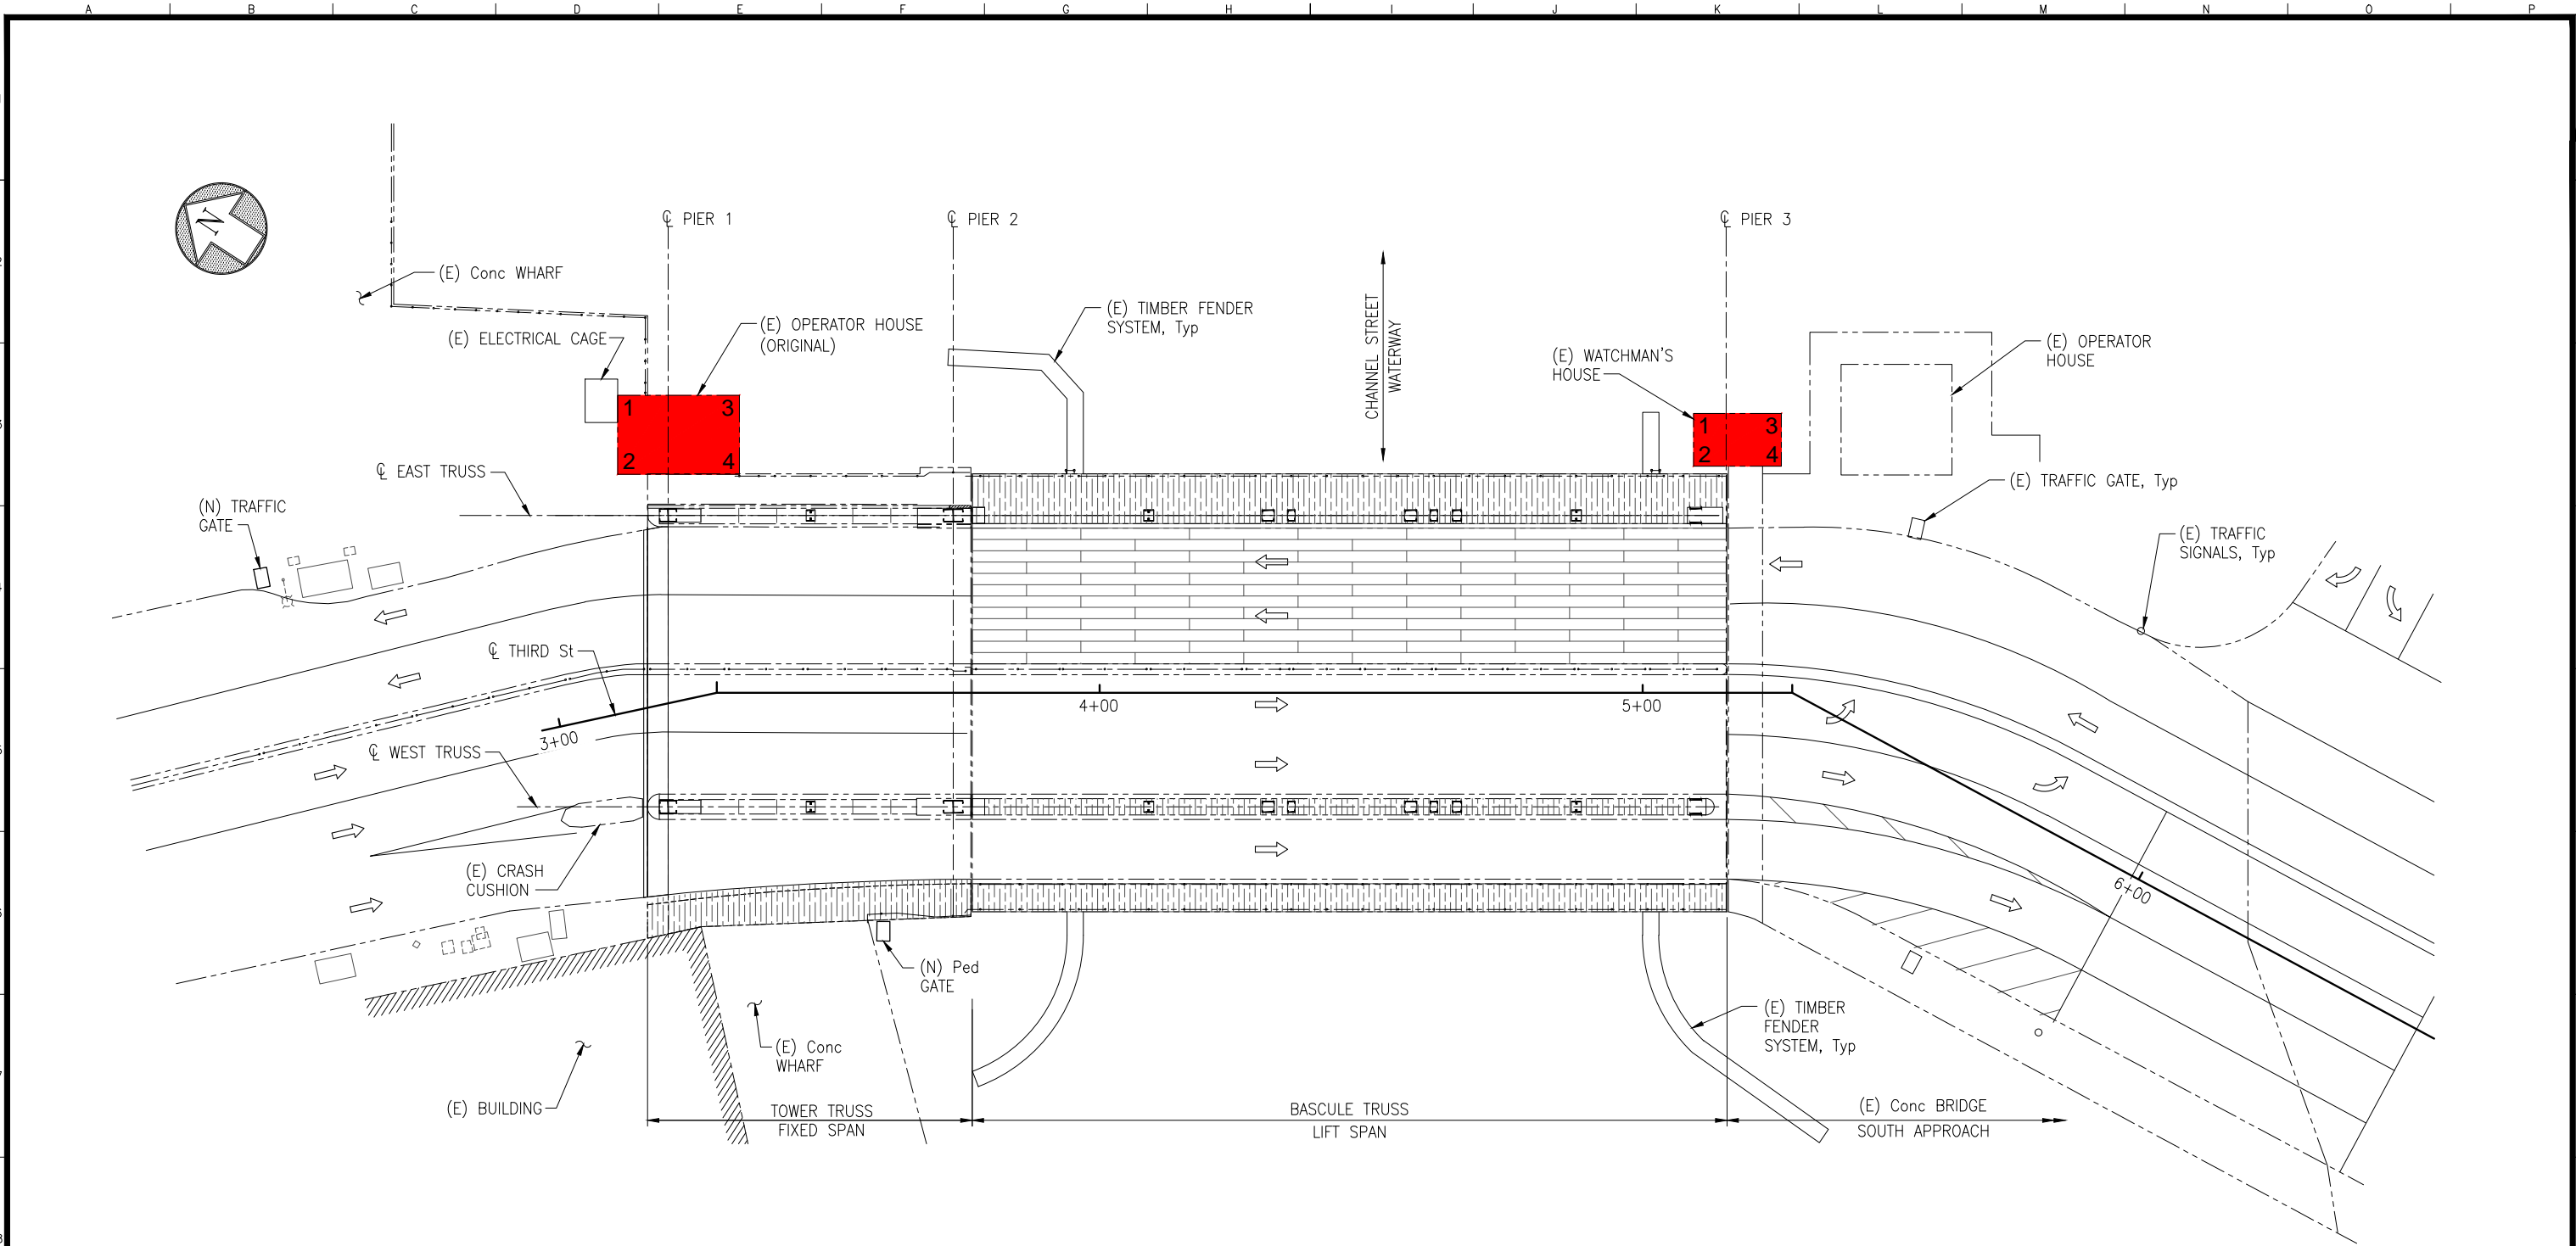 A B C D E F G H I J K L M N O P
N
℄ PIER 1
℄ PIER 2
℄ PIER 3
(E) Conc WHARF
(E) ELECTRICAL CAGE
(E) OPERATOR HOUSE
(ORIGINAL)
(E) TIMBER FENDER
SYSTEM, Typ
CHANNEL STREET
WATERWAY
(E) WATCHMAN'S
HOUSE
(E) OPERATOR
HOUSE
1 3
2 4
1 3
2 4
℄ EAST TRUSS
(N) TRAFFIC
GATE
(E) TRAFFIC GATE, Typ
(E) TRAFFIC
SIGNALS, Typ
℄ THIRD St
3+00
4+00
5+00
6+00
℄ WEST TRUSS
(E) CRASH
CUSHION
(N) Ped
GATE
(E) Conc
WHARF
(E) TIMBER
FENDER
SYSTEM, Typ
(E) BUILDING
TOWER TRUSS
FIXED SPAN
BASCULE TRUSS
LIFT SPAN
(E) Conc BRIDGE
SOUTH APPROACH